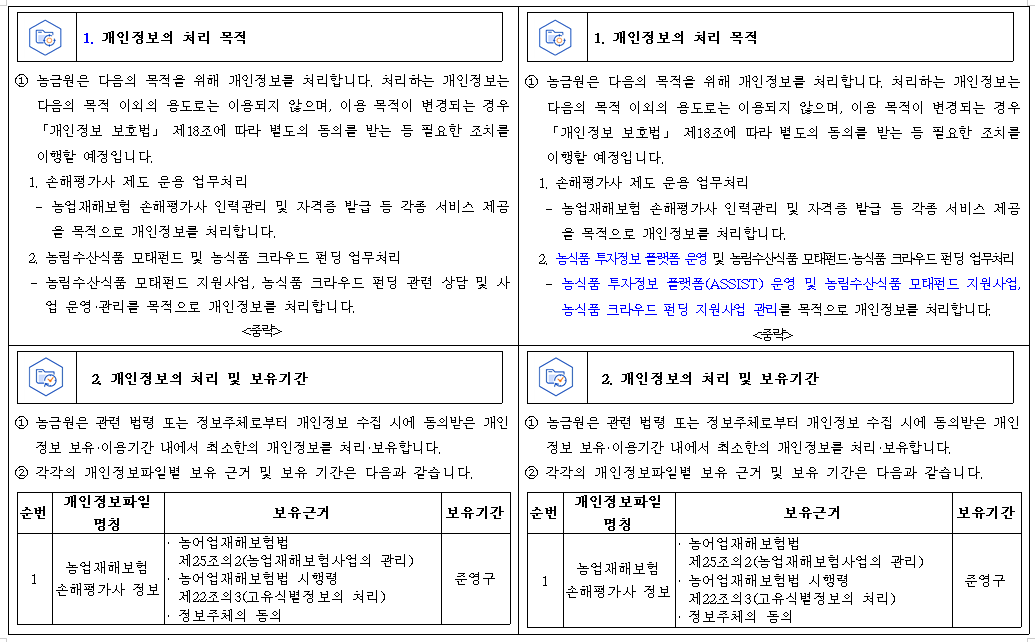 1. 개인정보의 처리 목적
① 농금원은 다음의 목적을 위해 개인정보를 처리합니다. 처리하는 개인정보는
다음의 목적 이외의 용도로는 이용되지 않으며, 이용 목적이 변경되는 경우
「개인정보 보호법」 제18조에 따라 별도의 동의를 받는 등 필요한 조치를
이행할 예정입니다.
1. 손해평가사 제도 운용 업무처리
- 농업재해보험 손해평가사 인력관리 및 자격증 발급 등 각종 서비스 제공
을 목적으로 개인정보를 처리합니다.
2. 농림수산식품 모태펀드 및 농식품 크라우드 펀딩 업무처리
- 농림수산식품 모태펀드 지원사업, 농식품 크라우드 펀딩 관련 상담 및 사
업 운영·관리를 목적으로 개인정보를 처리합니다.
<중략>
1. 개인정보의 처리 목적
① 농금원은 다음의 목적을 위해 개인정보를 처리합니다. 처리하는 개인정보는
다음의 목적 이외의 용도로는 이용되지 않으며, 이용 목적이 변경되는 경우
「개인정보 보호법」 제18조에 따라 별도의 동의를 받는 등 필요한 조치를
이행할 예정입니다.
1. 손해평가사 제도 운용 업무처리
- 농업재해보험 손해평가사 인력관리 및 자격증 발급 등 각종 서비스 제공
을 목적으로 개인정보를 처리합니다.
2. 농식품 투자정보 플랫폼 운영 및 농림수산식품 모태펀드·농식품 크라우드 펀딩 업무처리
- 농식품 투자정보 플랫폼(ASSIST) 운영 및 농림수산식품 모태펀드 지원사업,
농식품 크라우드 펀딩 지원사업 관리를 목적으로 개인정보를 처리합니다.
<중략>
2. 개인정보의 처리 및 보유기간
① 농금원은 관련 법령 또는 정보주체로부터 개인정보 수집 시에 동의받은 개인
정보 보유·이용기간 내에서 최소한의 개인정보를 처리·보유합니다.
② 각각의 개인정보파일별 보유 근거 및 보유 기간은 다음과 같습니다.
순번 개인정보파일 명칭 보유근거 보유기간
1 농업재해보험 손해평가사 정보
· 농어업재해보험법
제25조의2(농업재해보험사업의 관리)
· 농어업재해보험법 시행령
제22조의3(고유식별정보의 처리)
· 정보주체의 동의
준영구
2. 개인정보의 처리 및 보유기간
① 농금원은 관련 법령 또는 정보주체로부터 개인정보 수집 시에 동의받은 개인
정보 보유·이용기간 내에서 최소한의 개인정보를 처리·보유합니다.
② 각각의 개인정보파일별 보유 근거 및 보유 기간은 다음과 같습니다.
순번 개인정보파일 명칭 보유근거 보유기간
1 농업재해보험 손해평가사 정보
· 농어업재해보험법
제25조의2(농업재해보험사업의 관리)
· 농어업재해보험법 시행령
제22조의3(고유식별정보의 처리)
· 정보주체의 동의
준영구